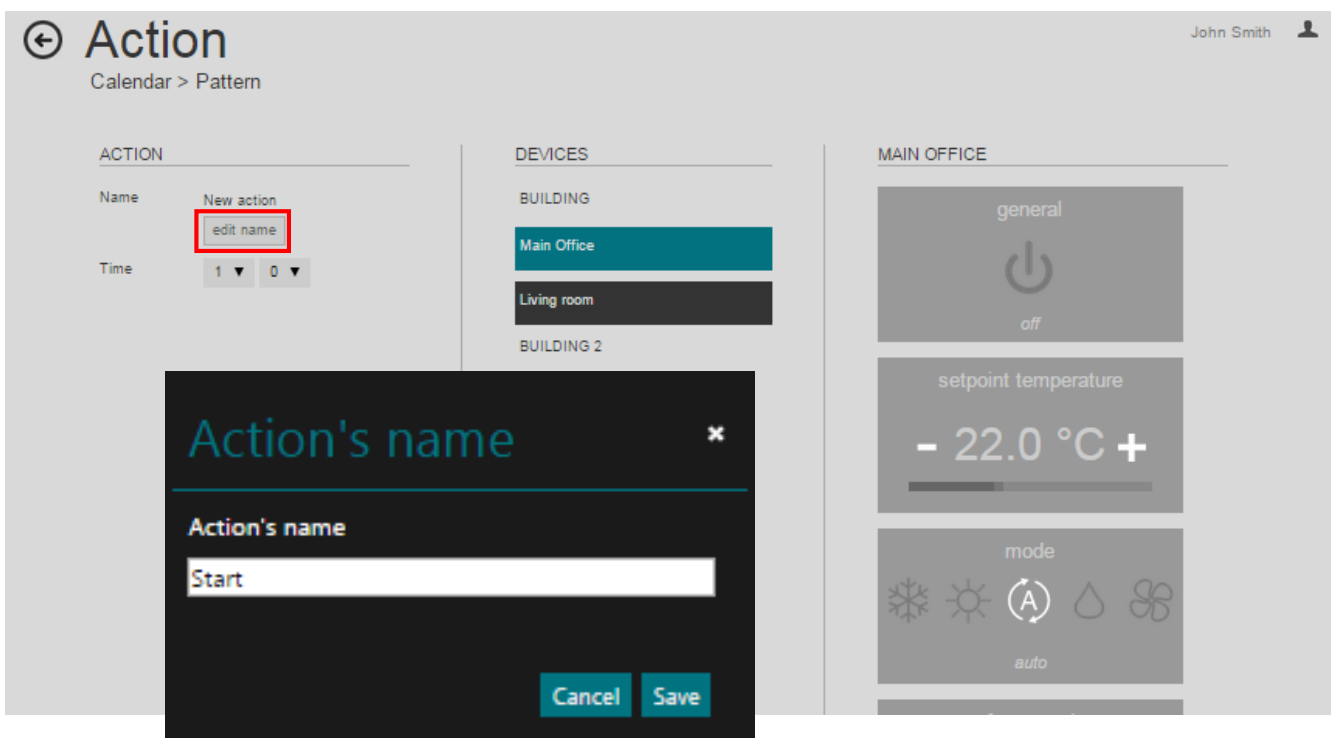 Action
John Smith
Calendar > Pattern
ACTION
Name
New action
edit name
Time
1 ▼ 0 ▼
DEVICES
BUILDING
Main Office
Living room
BUILDING 2
MAIN OFFICE
general
off
setpoint temperature
- 22.0 °C +
mode
A
auto
Action's name
Action's name
Start
Cancel Save